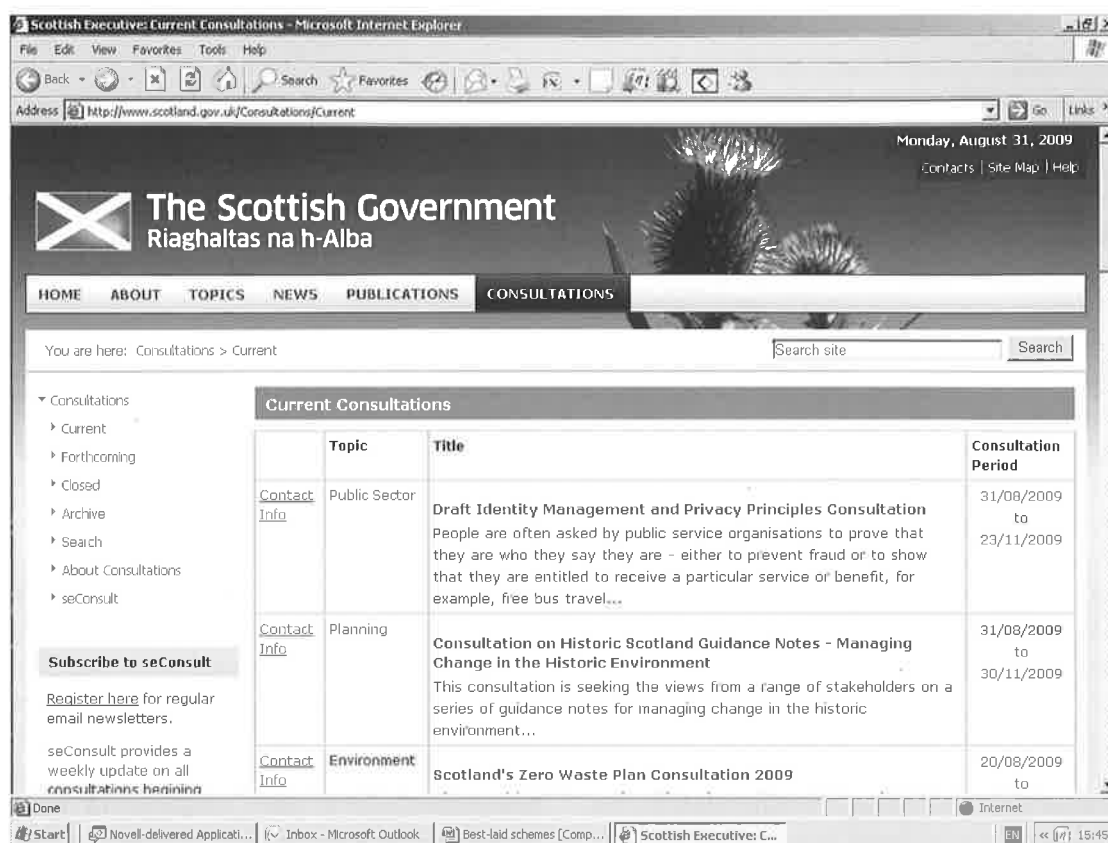 Scottish Executive: Current Consultations - Microsoft Internet Explorer
File Edit View Favorites Tools Help
Back Search Favorites
Address http://www.scotland.gov.uk/Consultations/Current Go Links
Monday, August 31, 2009
Contacts | Site Map | Help
The Scottish Government
Riaghaltas na h-Alba
HOME ABOUT TOPICS NEWS PUBLICATIONS CONSULTATIONS
You are here: Consultations > Current
Search site Search
Consultations
Current
Forthcoming
Closed
Archive
Search
About Consultations
seConsult
Subscribe to seConsult
Register here for regular
email newsletters.
seConsult provides a
weekly update on all
consultations begining
Current Consultations
Topic Title Consultation
Period
Contact
Info
Public Sector
Draft Identity Management and Privacy Principles Consultation
People are often asked by public service organisations to prove that
they are who they say they are - either to prevent fraud or to show
that they are entitled to receive a particular service or benefit, for
example, free bus travel...
31/08/2009
to
23/11/2009
Contact
Info
Planning
Consultation on Historic Scotland Guidance Notes - Managing
Change in the Historic Environment
This consultation is seeking the views from a range of stakeholders on a
series of guidance notes for managing change in the historic
environment...
31/08/2009
to
30/11/2009
Contact
Info
Environment
Scotland's Zero Waste Plan Consultation 2009
20/08/2009
to
Done Internet
Start Novell-delivered Applicati... Inbox - Microsoft Outlook Best-laid schemes [Comp... Scottish Executive: C... EN « 15:45